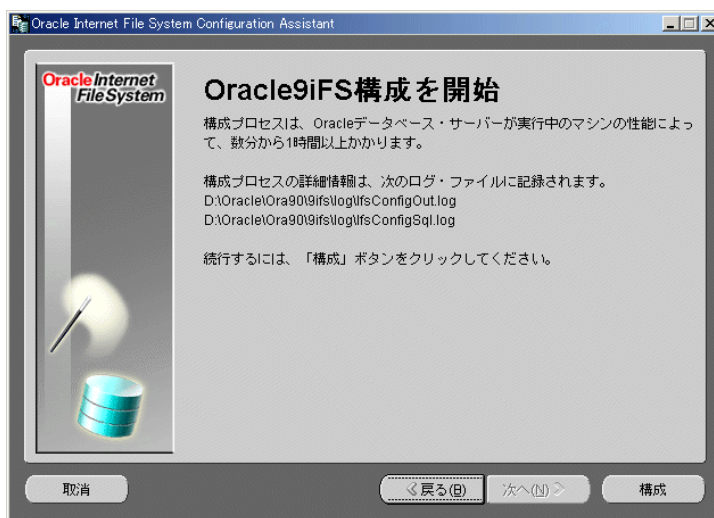 Oracle Internet File System Configuration Assistant
Oracle Internet
File System
Oracle9iFS構成を開始
構成プロセスは、Oracleデータベース・サーバーが実行中のマシンの性能によっ
て、数分から1時間以上かかります。
構成プロセスの詳細情報は、次のログ・ファイルに記録されます。
D:\Oracle\Ora90\9ifs\log\IfsConfigOut.log
D:\Oracle\Ora90\9ifs\log\IfsConfigSql.log
続行するには、「構成」ボタンをクリックしてください。
取消
戻る(B)
次へ(N)
構成